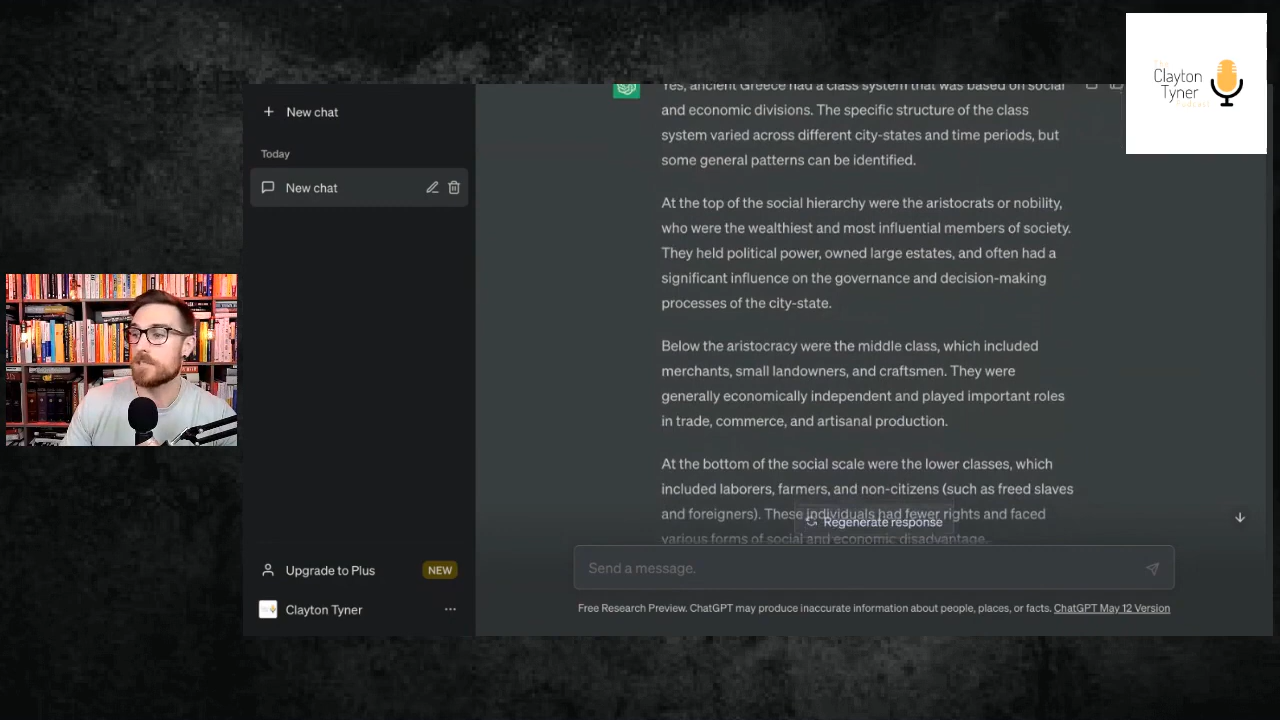 The
Clayton
Tyner
Podcast
New chat
Today
New chat
Upgrade to Plus
NEW
Clayton Tyner
Yes, ancient Greece had a class system that was based on social
and economic divisions. The specific structure of the class
system varied across different city-states and time periods, but
some general patterns can be identified.
At the top of the social hierarchy were the aristocrats or nobility,
who were the wealthiest and most influential members of society.
They held political power, owned large estates, and often had a
significant influence on the governance and decision-making
processes of the city-state.
Below the aristocracy were the middle class, which included
merchants, small landowners, and craftsmen. They were
generally economically independent and played important roles
in trade, commerce, and artisanal production.
At the bottom of the social scale were the lower classes, which
included laborers, farmers, and non-citizens (such as freed slaves
and foreigners). These individuals had fewer rights and faced
various forms of social and economic disadvantage.
Regenerate response
Send a message.
Free Research Preview. ChatGPT may produce inaccurate information about people, places, or facts. ChatGPT May 12 Version